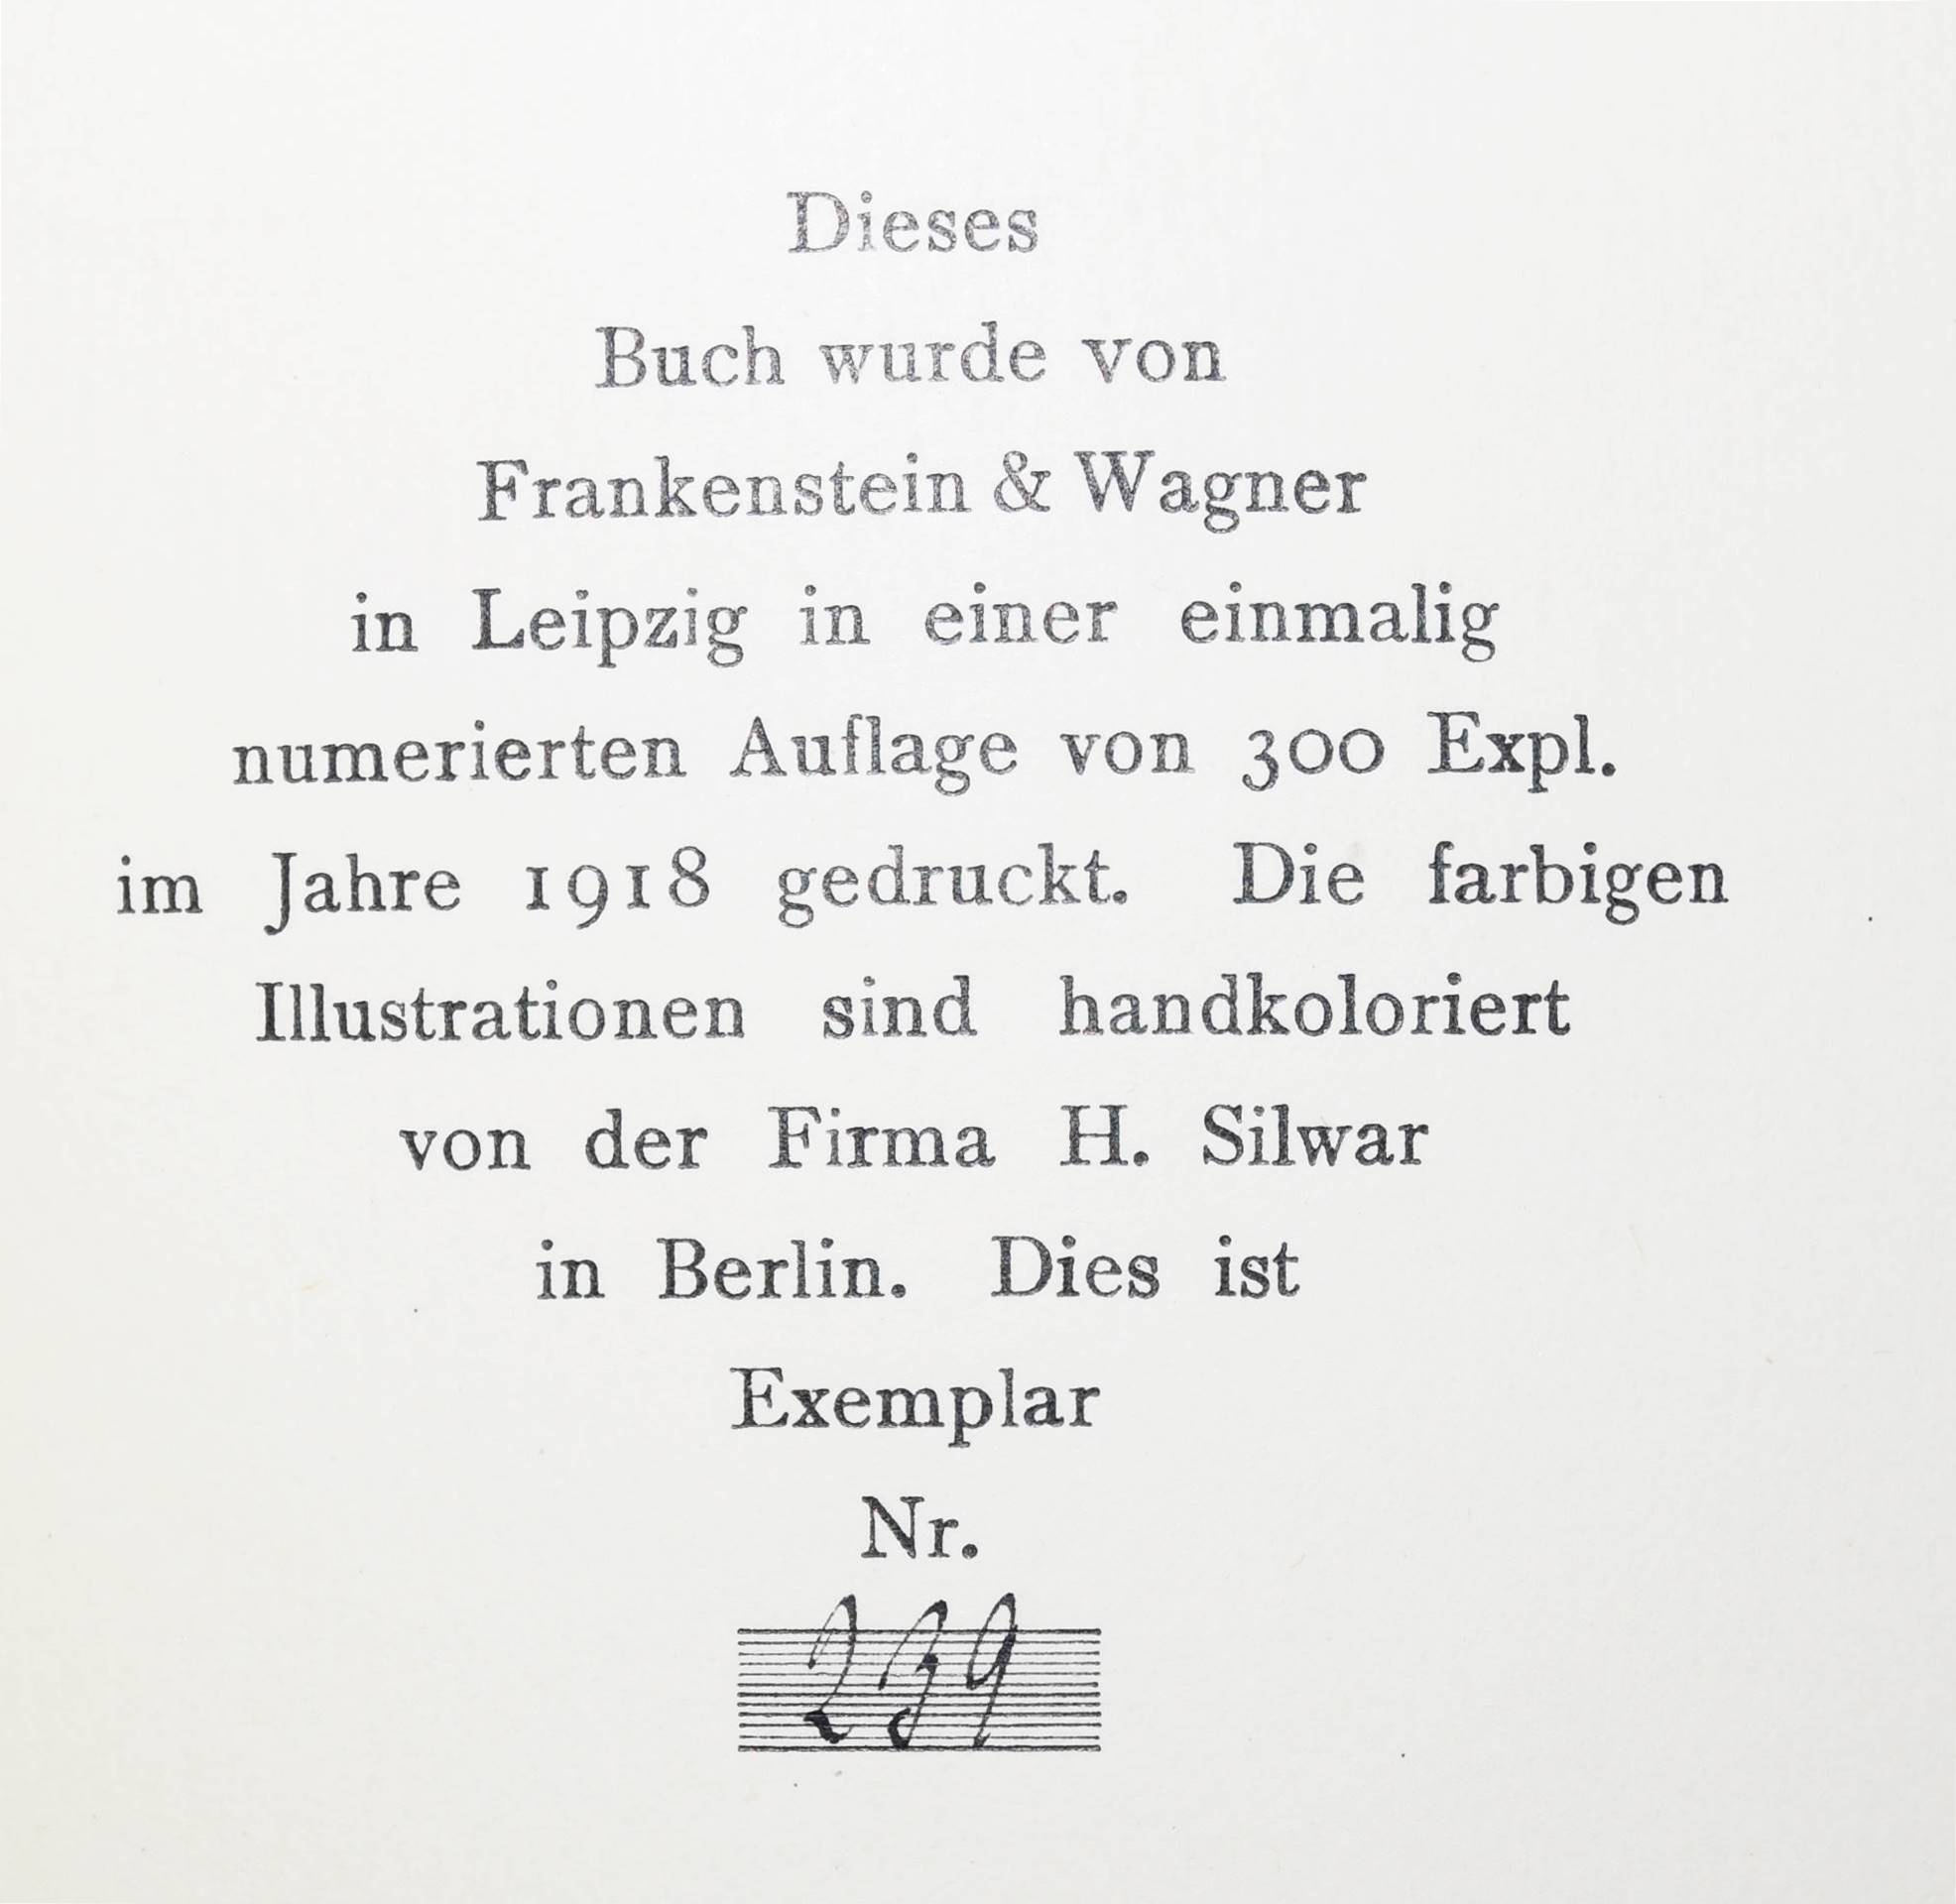 Dieses
Buch wurde von
Frankenstein & Wagner
in Leipzig in einer einmalig
numerierten Auflage von 300 Expl.
im Jahre 1918 gedruckt. Die farbigen
Illustrationen sind handkoloriert
von der Firma H. Silwar
in Berlin. Dies ist
Exemplar
Nr.
239